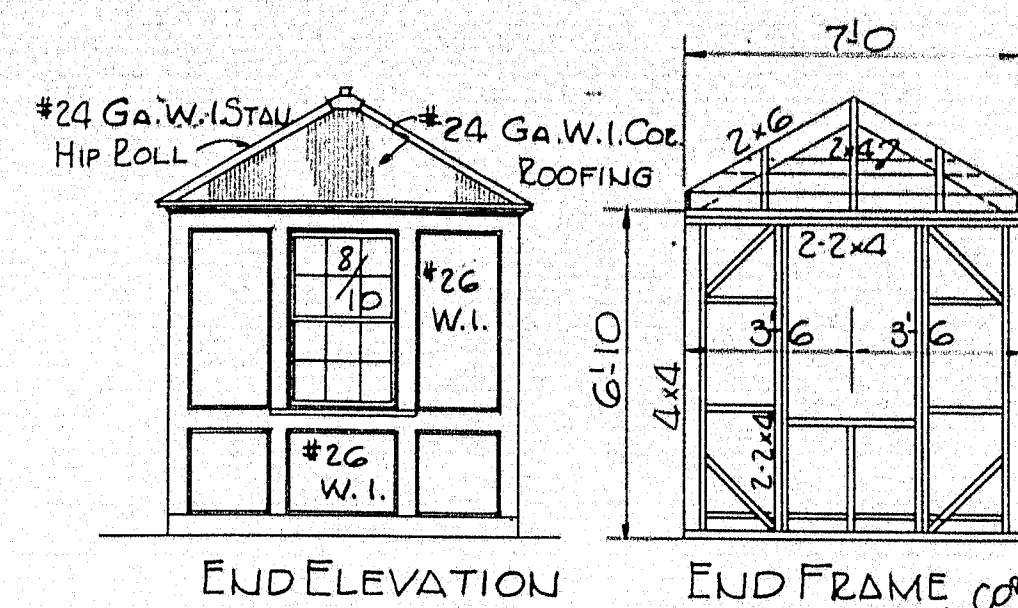 #24 GA. W.I. STAN
HIP ROLL
#24 GA. W.I. COR.
ROOFING
8/10
#26
W.I.
#26
W.I.
END ELEVATION
7'-0
2x6
2x4
2-2x4
3'-6
3'-6
6'-10
4x4
2-2x4
END FRAME